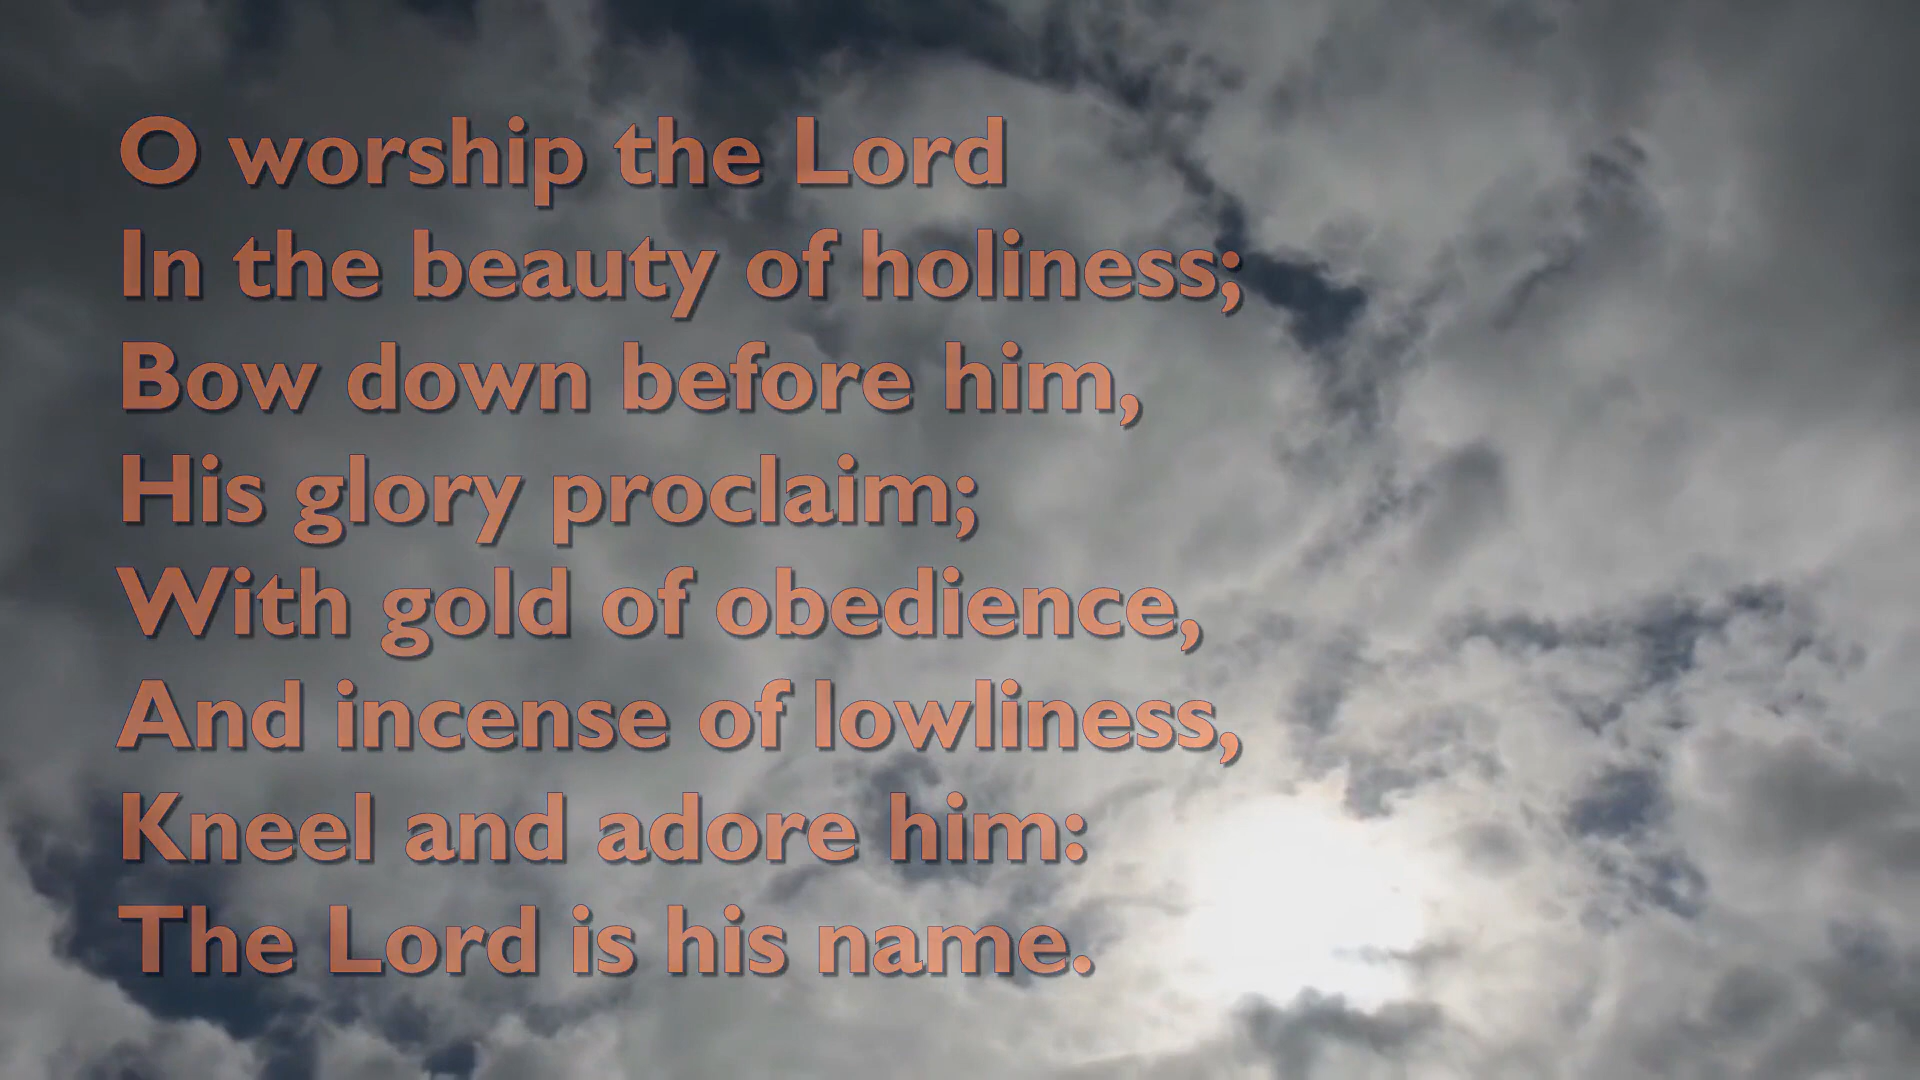 O worship the Lord
In the beauty of holiness;
Bow down before him,
His glory proclaim;
With gold of obedience,
And incense of lowliness,
Kneel and adore him:
The Lord is his name.